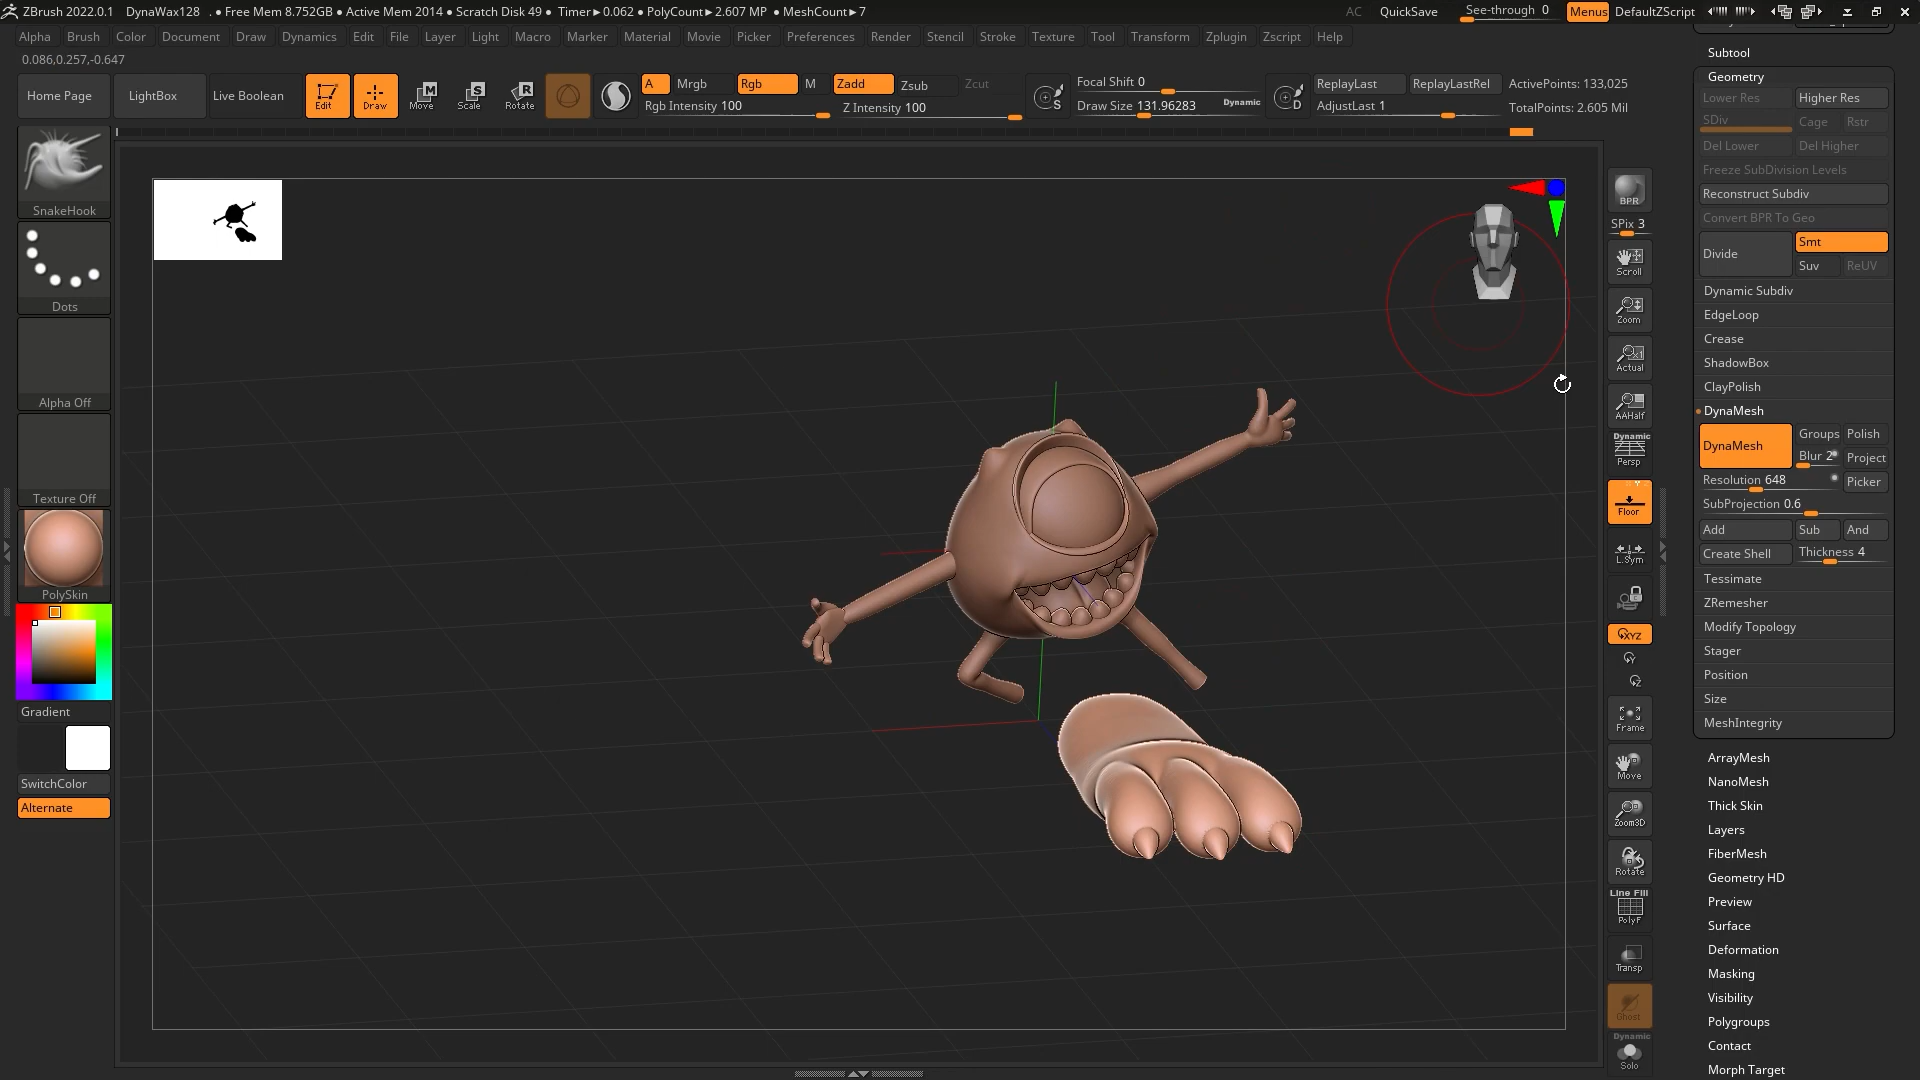 ZBrush 2022.0.1 DynaWax128 . ● Free Mem 8.752GB ● Active Mem 2014 ● Scratch Disk 49 ● Timer►0.062 ● PolyCount►2.607 MP ● MeshCount►7 AC QuickSave See-through 0 Menus DefaultZScript
Alpha Brush Color Document Draw Dynamics Edit File Layer Light Macro Marker Material Movie Picker Preferences Render Stencil Stroke Texture Tool Transform Zplugin Zscript Help
0.086,0.257,-0.647
Home Page LightBox Live Boolean Edit Draw Move Scale Rotate
M S R
A Mrgb Rgb M Zadd Zsub Zcut
Rgb Intensity 100 Z Intensity 100
S Focal Shift 0
Draw Size 131.96283 Dynamic
D ReplayLast ReplayLastRel ActivePoints: 133,025
AdjustLast 1 TotalPoints: 2.605 Mil
SnakeHook
Dots
Alpha Off
Texture Off
PolySkin
Gradient
SwitchColor
Alternate
BPR
SPix 3
Scroll
Zoom
Actual
AAHalf
Dynamic
Persp
Floor
L.Sym
XYZ
Y
Z
Frame
Move
Zoom3D
Rotate
Line Fill
PolyF
Transp
Ghost
Dynamic
Solo
Subtool
Geometry
Lower Res Higher Res
SDiv Cage Rstr
Del Lower Del Higher
Freeze SubDivision Levels
Reconstruct Subdiv
Convert BPR To Geo
Divide Smt
Suv ReUV
Dynamic Subdiv
EdgeLoop
Crease
ShadowBox
ClayPolish
DynaMesh
DynaMesh Groups Polish
Blur 2 Project
Resolution 648 Picker
SubProjection 0.6
Add Sub And
Create Shell Thickness 4
Tessimate
ZRemesher
Modify Topology
Stager
Position
Size
MeshIntegrity
ArrayMesh
NanoMesh
Thick Skin
Layers
FiberMesh
Geometry HD
Preview
Surface
Deformation
Masking
Visibility
Polygroups
Contact
Morph Target